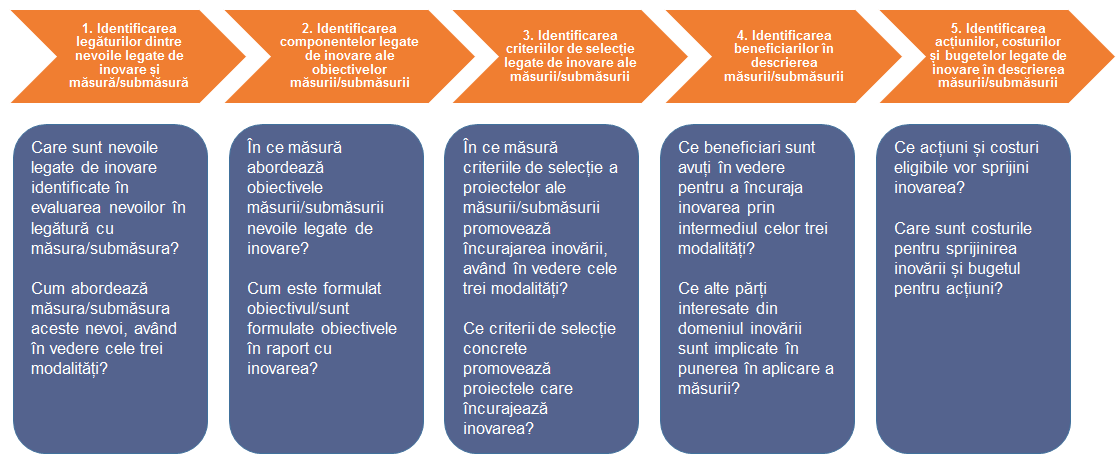 1. Identificarea
legăturilor dintre
nevoile legate de
inovare și
măsură/submăsură
2. Identificarea
componentelor legate
de inovare ale
obiectivelor
măsurii/submăsurii
3. Identificarea
criteriilor de selecție
legate de inovare ale
măsurii/submăsurii
4. Identificarea
beneficiarilor în
descrierea
măsurii/submăsurii
5. Identificarea
acțiunilor, costurilor
și bugetelor legate de
inovare în descrierea
măsurii/submăsurii
Care sunt nevoile
legate de inovare
identificate în
evaluarea nevoilor în
legătură cu
măsura/submăsura?
Cum abordează
măsura/submăsura
aceste nevoi, având
în vedere cele trei
modalități?
În ce măsură
abordează
obiectivele
măsurii/submăsurii
nevoile legate de
inovare?
Cum este formulat
obiectivul/sunt
formulate obiectivele
în raport cu
inovarea?
În ce măsură
criteriile de selecție a
proiectelor ale
măsurii/submăsurii
promovează
încurajarea inovării,
având în vedere cele
trei modalități?
Ce criterii de selecție
concrete
promovează
proiectele care
încurajează
inovarea?
Ce beneficiari sunt
avuți în vedere
pentru a încuraja
inovarea prin
intermediul celor trei
modalități?
Ce alte părți
interesate din
domeniul inovării
sunt implicate în
punerea în aplicare a
măsurii?
Ce acțiuni și costuri
eligibile vor sprijini
inovarea?
Care sunt costurile
pentru sprijinirea
inovării și bugetul
pentru acțiuni?